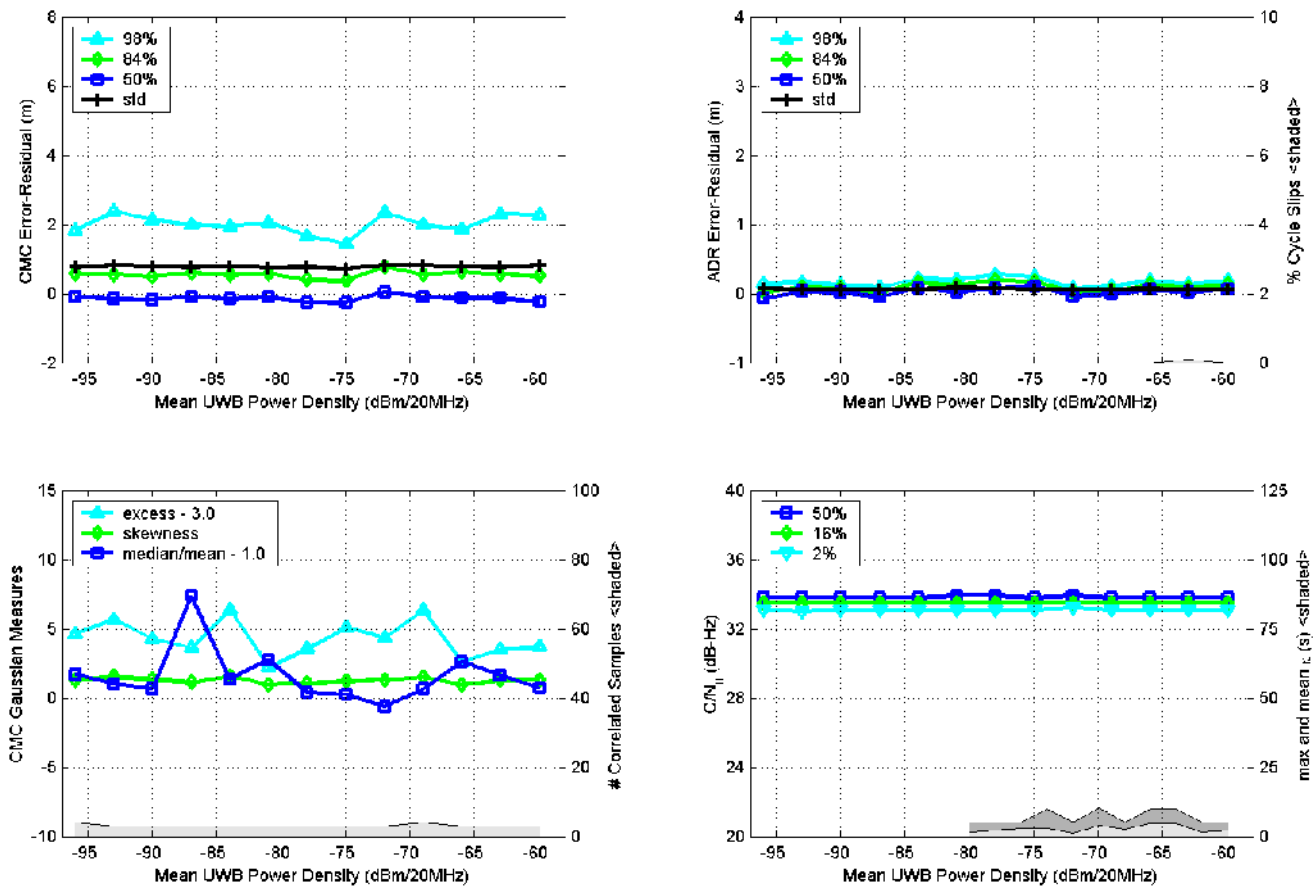 8
6
4
2
0
-2
CMC Error-Residual (m)
98%
84%
50%
std
-95 -90 -85 -80 -75 -70 -65 -60
Mean UWB Power Density (dBm/20MHz)
4
3
2
1
0
-1
ADR Error-Residual (m)
98%
84%
50%
std
10
8
6
4
2
0
% Cycle Slips <shaded>
-95 -90 -85 -80 -75 -70 -65 -60
Mean UWB Power Density (dBm/20MHz)
15
10
5
0
-5
-10
CMC Gaussian Measures
excess - 3.0
skewness
median/mean - 1.0
100
80
60
40
20
0
# Correlated Samples <shaded>
-95 -90 -85 -80 -75 -70 -65 -60
Mean UWB Power Density (dBm/20MHz)
40
36
32
28
24
20
(dB-Hz)
50%
16%
2%
125
100
75
50
25
0
max and mean (s) <shaded>
-95 -90 -85 -80 -75 -70 -65 -60
Mean UWB Power Density (dBm/20MHz)